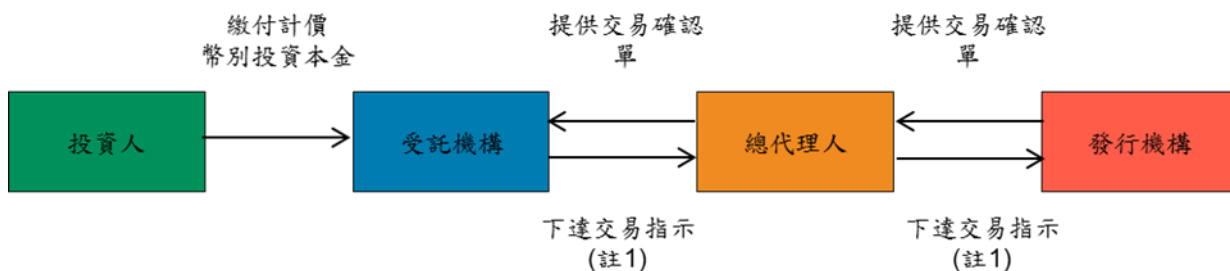 繳付計價
幣別投資本金
提供交易確認
單
提供交易確認
單
投資人
受託機構
總代理人
發行機構
下達交易指示
(註1)
下達交易指示
(註1)